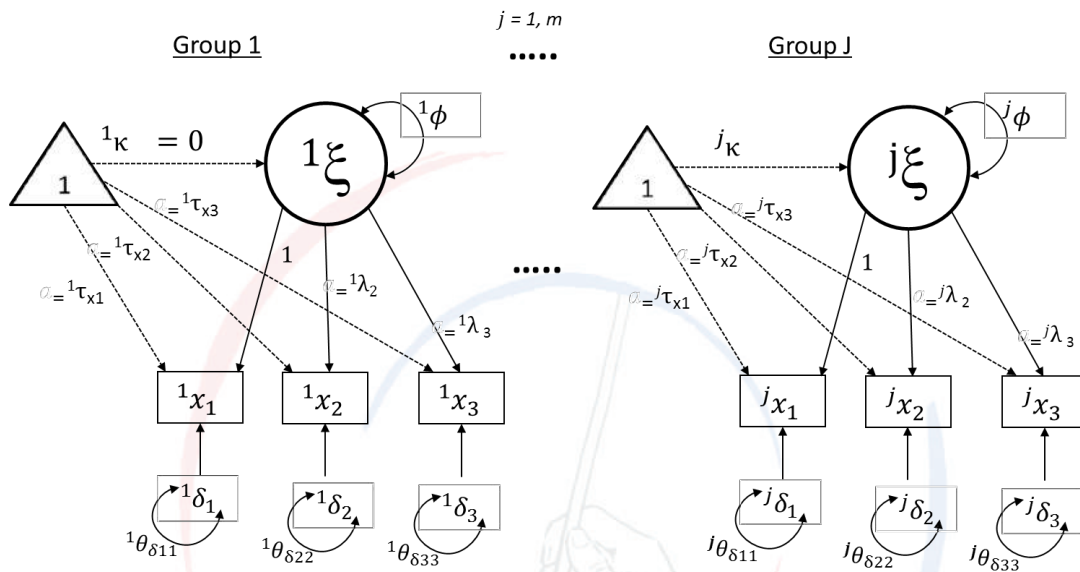 j = 1, m
Group 1
.....
Group J
¹κ = 0
¹ξ
¹ϕ
1
α=¹τx3
α=¹τx2
α=¹τx1
1
α=¹λ2
α=¹λ3
¹x₁
¹x₂
¹x₃
¹δ₁
¹δ₂
¹δ₃
¹θδ11
¹θδ22
¹θδ33
.....
ʲκ
ʲξ
ʲϕ
1
α=ʲτx3
α=ʲτx2
α=ʲτx1
1
α=ʲλ2
α=ʲλ3
ʲx₁
ʲx₂
ʲx₃
ʲδ₁
ʲδ₂
ʲδ₃
ʲθδ11
ʲθδ22
ʲθδ33